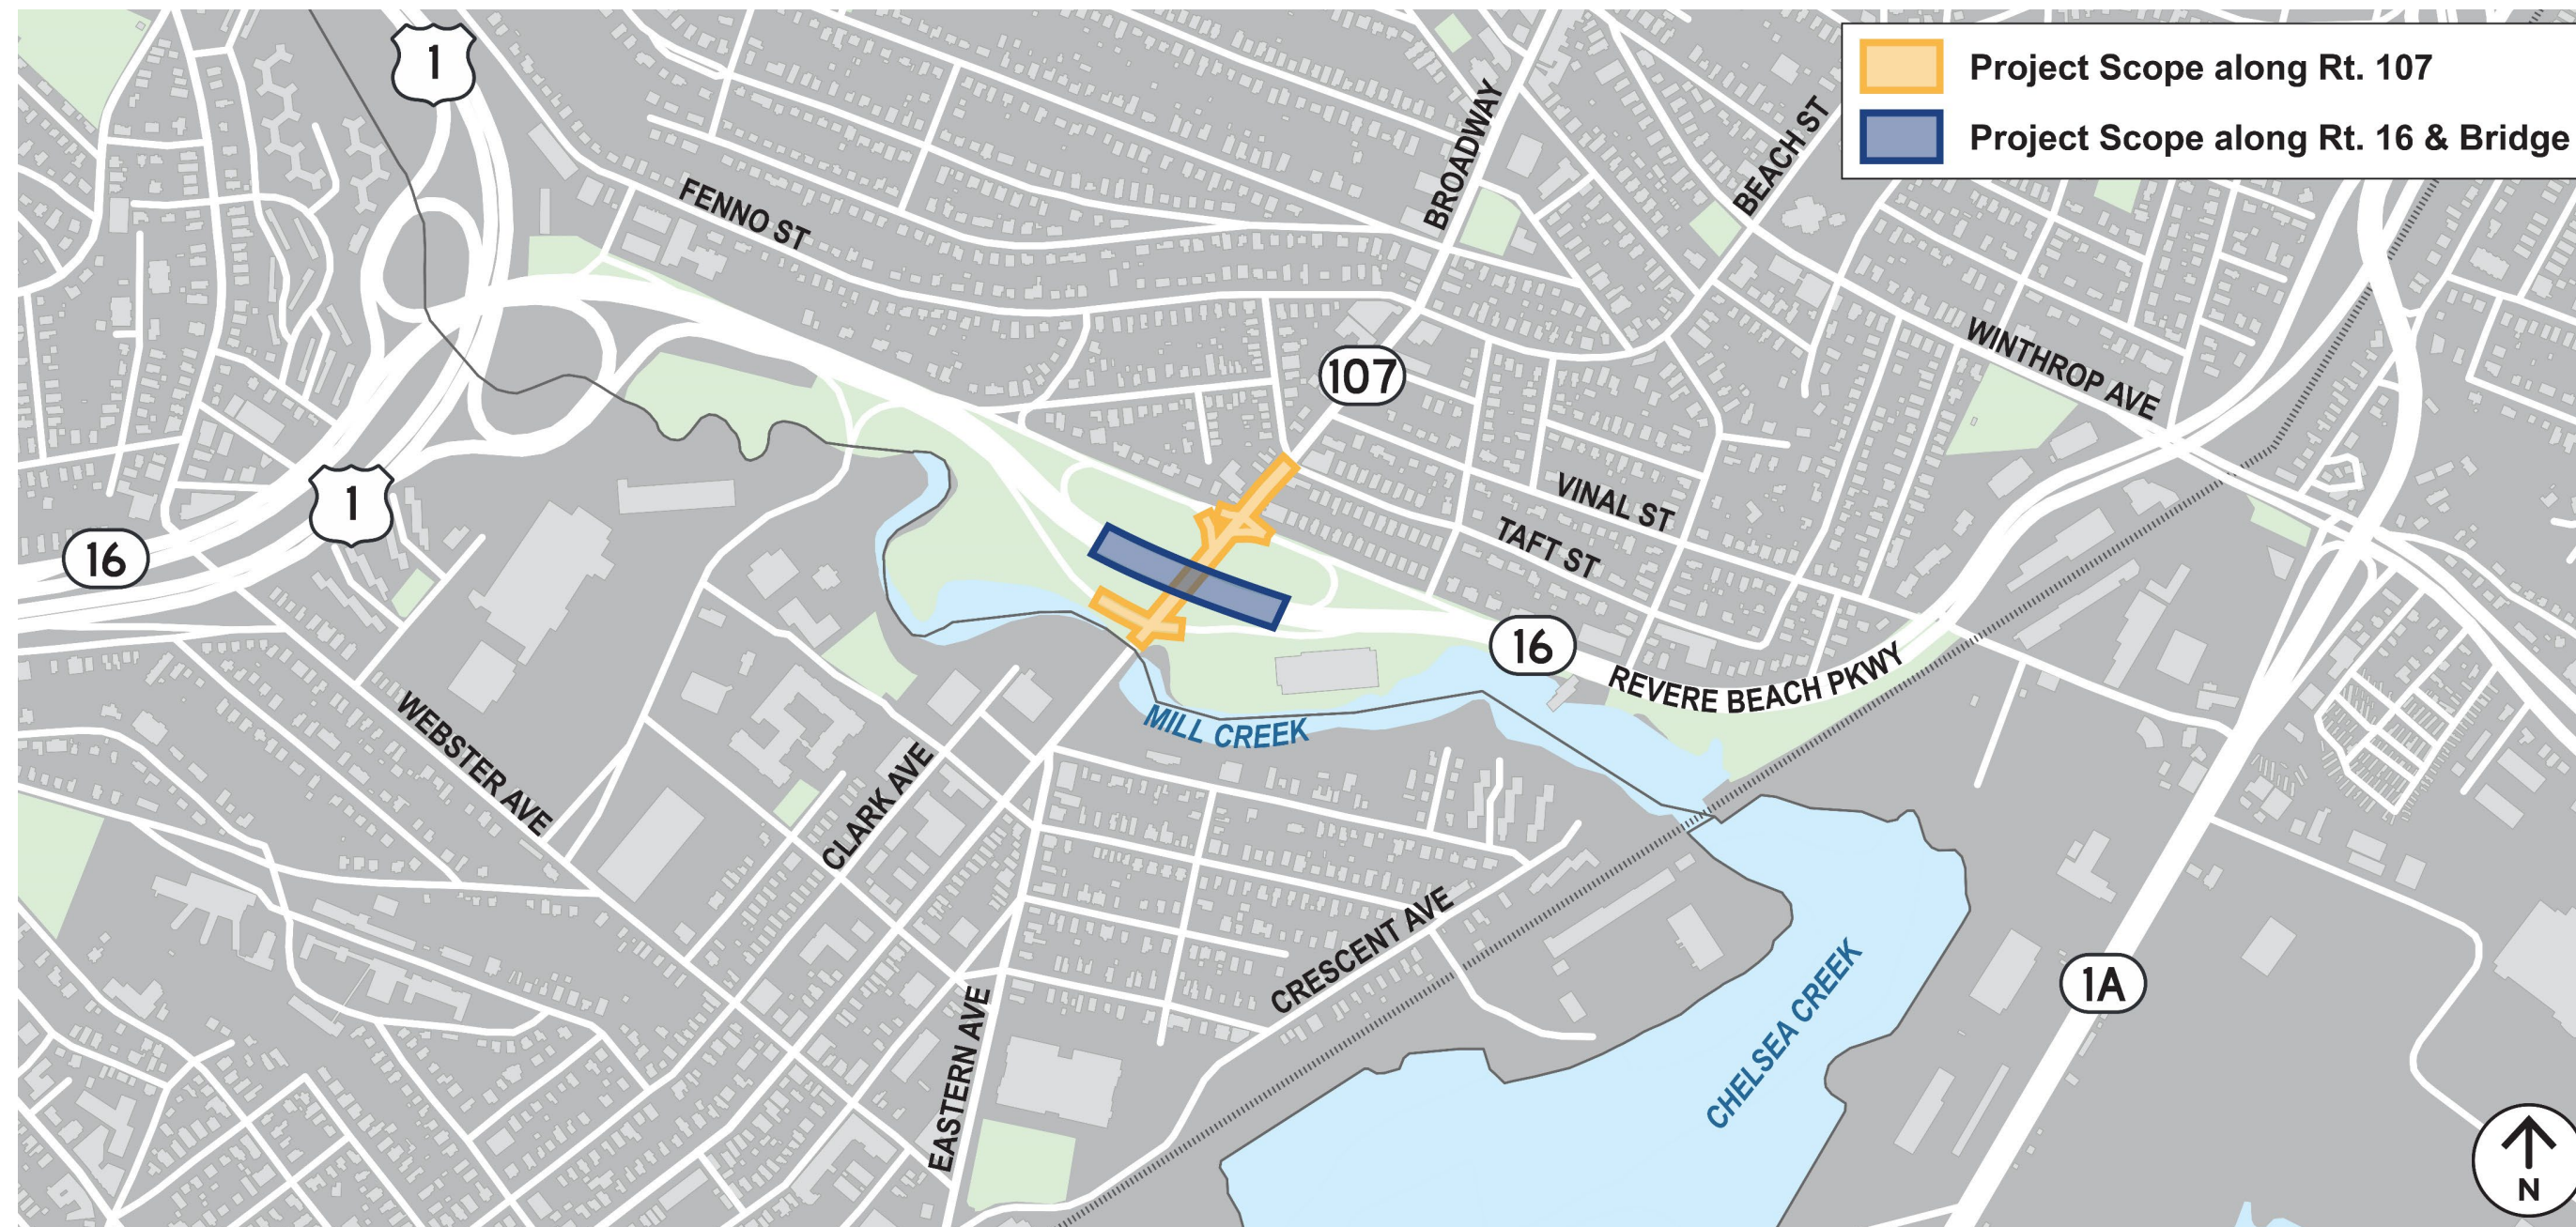 1
Project Scope along Rt. 107
Project Scope along Rt. 16 & Bridge
BROADWAY
BEACH ST
FENNO ST
107
WINTHROP AVE
1
16
VINAL ST
TAFT ST
16
REVERE BEACH PKWY
WEBSTER AVE
MILL CREEK
CLARK AVE
CRESCENT AVE
EASTERN AVE
CHELSEA CREEK
1A
N